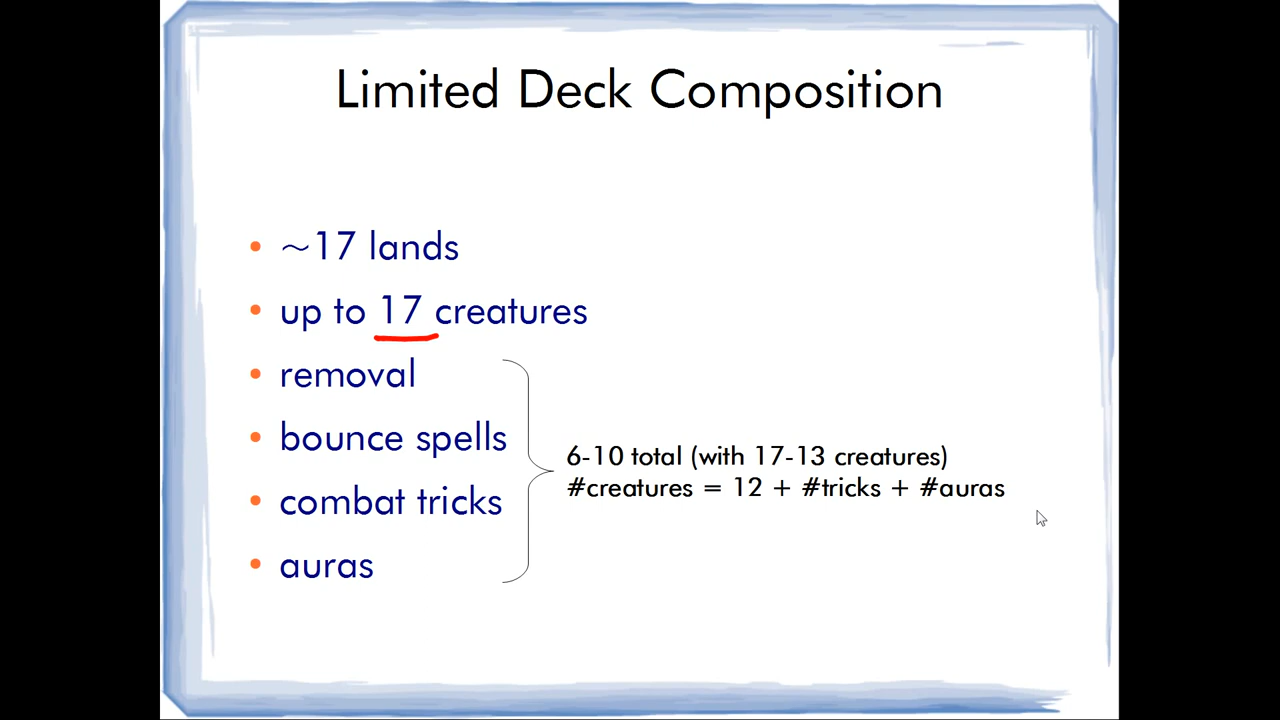 Limited Deck Composition
• ~17 lands
• up to 17 creatures
• removal
• bounce spells
• combat tricks
• auras
6-10 total (with 17-13 creatures)
#creatures = 12 + #tricks + #auras